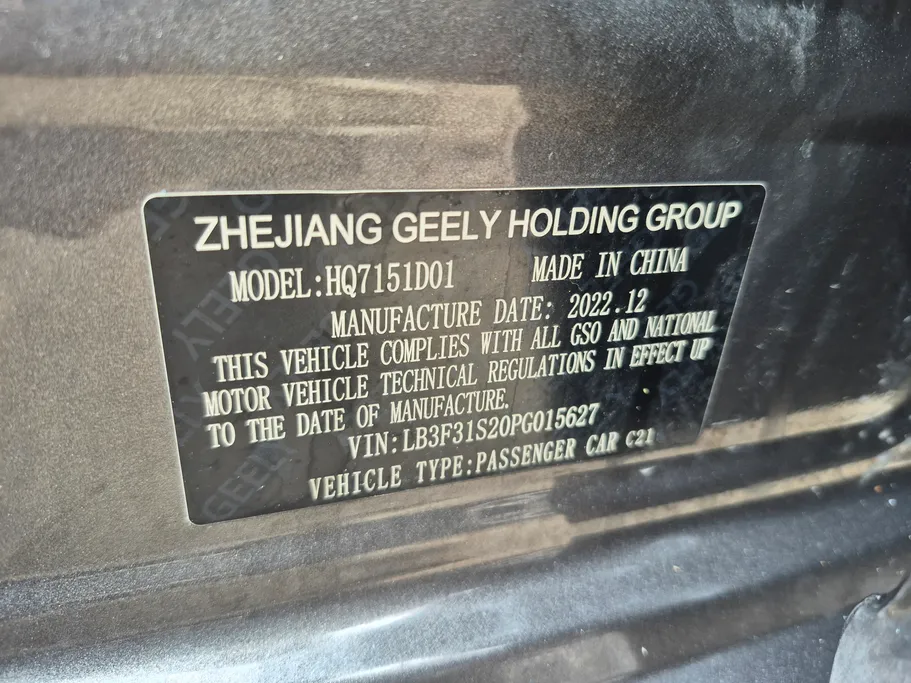 ZHEJIANG GEELY HOLDING GROUP
MODEL:HQ7151D01 MADE IN CHINA
MANUFACTURE DATE: 2022.12
THIS VEHICLE COMPLIES WITH ALL GSO AND NATIONAL
MOTOR VEHICLE TECHNICAL REGULATIONS IN EFFECT UP
TO THE DATE OF MANUFACTURE.
VIN:LB3F31S20PG015627
VEHICLE TYPE:PASSENGER CAR C21